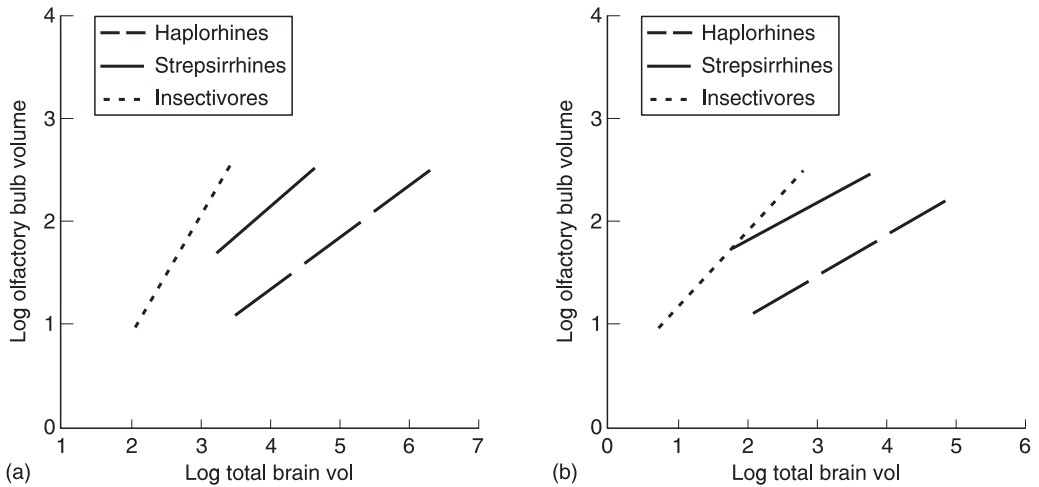 4
3
2
1
0
Log olfactory bulb volume
Haplorhines
Strepsirrhines
Insectivores
1 2 3 4 5 6 7
(a) Log total brain vol
4
3
2
1
0
Log olfactory bulb volume
Haplorhines
Strepsirrhines
Insectivores
0 1 2 3 4 5 6
(b) Log total brain vol